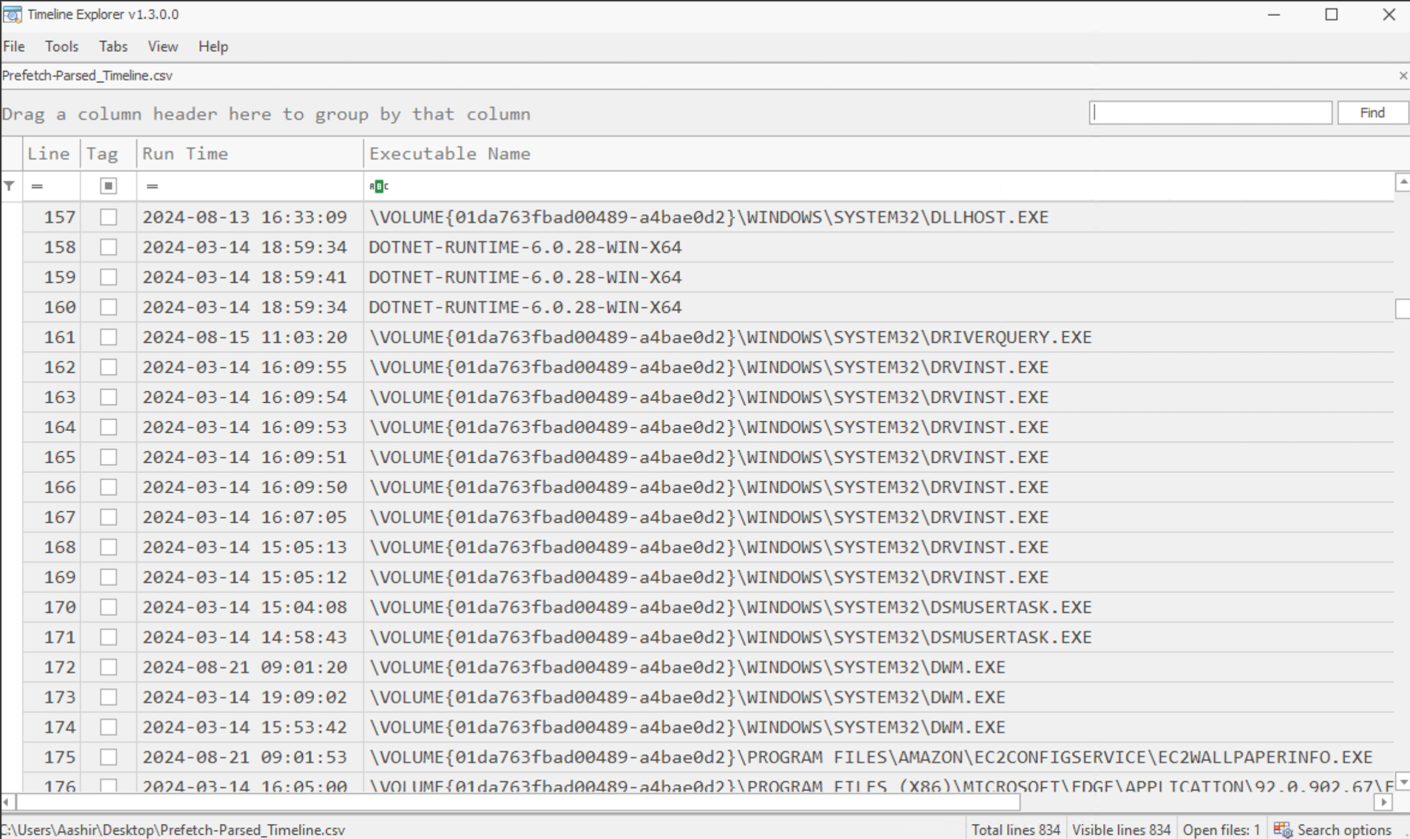 Timeline Explorer v1.3.0.0
File Tools Tabs View Help
Prefetch-Parsed_Timeline.csv
Drag a column header here to group by that column Find
Line Tag Run Time Executable Name
= = ABC
157 2024-08-13 16:33:09 \VOLUME{01da763fbad00489-a4bae0d2}\WINDOWS\SYSTEM32\DLLHOST.EXE
158 2024-03-14 18:59:34 DOTNET-RUNTIME-6.0.28-WIN-X64
159 2024-03-14 18:59:41 DOTNET-RUNTIME-6.0.28-WIN-X64
160 2024-03-14 18:59:34 DOTNET-RUNTIME-6.0.28-WIN-X64
161 2024-08-15 11:03:20 \VOLUME{01da763fbad00489-a4bae0d2}\WINDOWS\SYSTEM32\DRIVERQUERY.EXE
162 2024-03-14 16:09:55 \VOLUME{01da763fbad00489-a4bae0d2}\WINDOWS\SYSTEM32\DRVINST.EXE
163 2024-03-14 16:09:54 \VOLUME{01da763fbad00489-a4bae0d2}\WINDOWS\SYSTEM32\DRVINST.EXE
164 2024-03-14 16:09:53 \VOLUME{01da763fbad00489-a4bae0d2}\WINDOWS\SYSTEM32\DRVINST.EXE
165 2024-03-14 16:09:51 \VOLUME{01da763fbad00489-a4bae0d2}\WINDOWS\SYSTEM32\DRVINST.EXE
166 2024-03-14 16:09:50 \VOLUME{01da763fbad00489-a4bae0d2}\WINDOWS\SYSTEM32\DRVINST.EXE
167 2024-03-14 16:07:05 \VOLUME{01da763fbad00489-a4bae0d2}\WINDOWS\SYSTEM32\DRVINST.EXE
168 2024-03-14 15:05:13 \VOLUME{01da763fbad00489-a4bae0d2}\WINDOWS\SYSTEM32\DRVINST.EXE
169 2024-03-14 15:05:12 \VOLUME{01da763fbad00489-a4bae0d2}\WINDOWS\SYSTEM32\DRVINST.EXE
170 2024-03-14 15:04:08 \VOLUME{01da763fbad00489-a4bae0d2}\WINDOWS\SYSTEM32\DSMUSERTASK.EXE
171 2024-03-14 14:58:43 \VOLUME{01da763fbad00489-a4bae0d2}\WINDOWS\SYSTEM32\DSMUSERTASK.EXE
172 2024-08-21 09:01:20 \VOLUME{01da763fbad00489-a4bae0d2}\WINDOWS\SYSTEM32\DWM.EXE
173 2024-03-14 19:09:02 \VOLUME{01da763fbad00489-a4bae0d2}\WINDOWS\SYSTEM32\DWM.EXE
174 2024-03-14 15:53:42 \VOLUME{01da763fbad00489-a4bae0d2}\WINDOWS\SYSTEM32\DWM.EXE
175 2024-08-21 09:01:53 \VOLUME{01da763fbad00489-a4bae0d2}\PROGRAM FILES\AMAZON\EC2CONFIGSERVICE\EC2WALLPAPERINFO.EXE
176 2024-03-14 16:05:00 \VOLUME{01da763fbad00489-a4bae0d2}\PROGRAM FILES (X86)\MICROSOFT\EDGE\APPLICATION\92.0.902.67\E
C:\Users\Aashir\Desktop\Prefetch-Parsed_Timeline.csv Total lines 834 Visible lines 834 Open files: 1 Search options